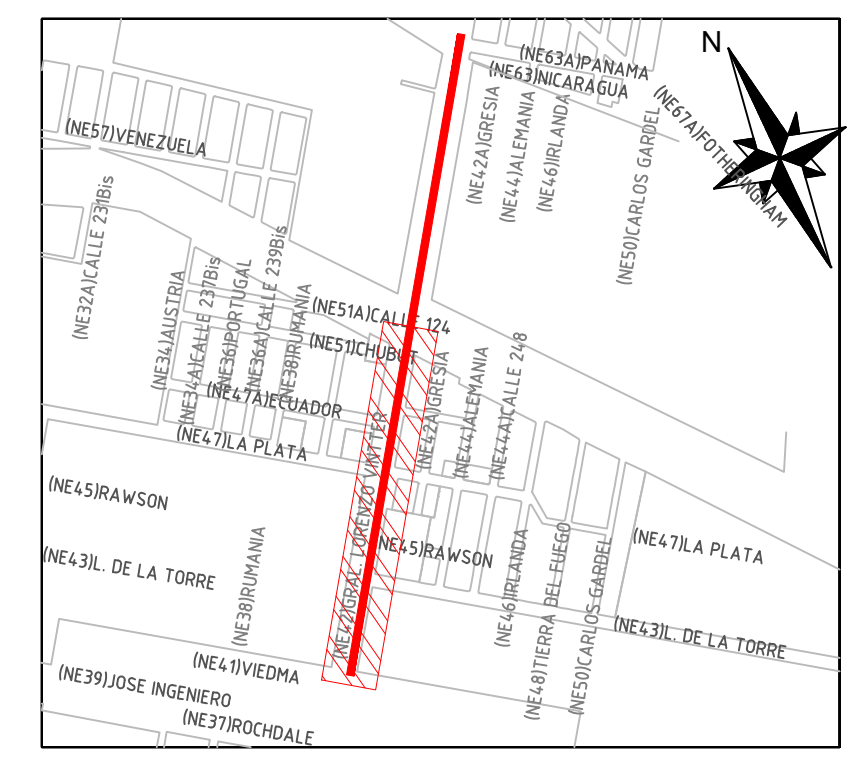 N
(NE63A)PANAMA
(NE63)NICARAGUA
(NE67A)FOTHERINGHAM
(NE42A)GRESIA
(NE44)ALEMANIA
(NE46)IRLANDA
(NE50)CARLOS GARDEL
(NE57)VENEZUELA
(NE32A)CALLE 231Bis
(NE34)AUSTRIA
(NE34A)CALLE 237Bis
(NE36)PORTUGAL
(NE36A)CALLE 239Bis
(NE38)RUMANIA
(NE51A)CALLE 124
(NE51)CHUBUT
(NE42A)GRESIA
(NE44)ALEMANIA
(NE44A)CALLE 248
(NE47A)ECUADOR
(NE47)LA PLATA
(NE42)GRAL. LORENZO VINTTER
(NE45)RAWSON
(NE45)RAWSON
(NE47)LA PLATA
(NE43)L. DE LA TORRE
(NE38)RUMANIA
(NE46)IRLANDA
(NE48)TIERRA DEL FUEGO
(NE50)CARLOS GARDEL
(NE43)L. DE LA TORRE
(NE41)VIEDMA
(NE39)JOSE INGENIERO
(NE37)ROCHDALE